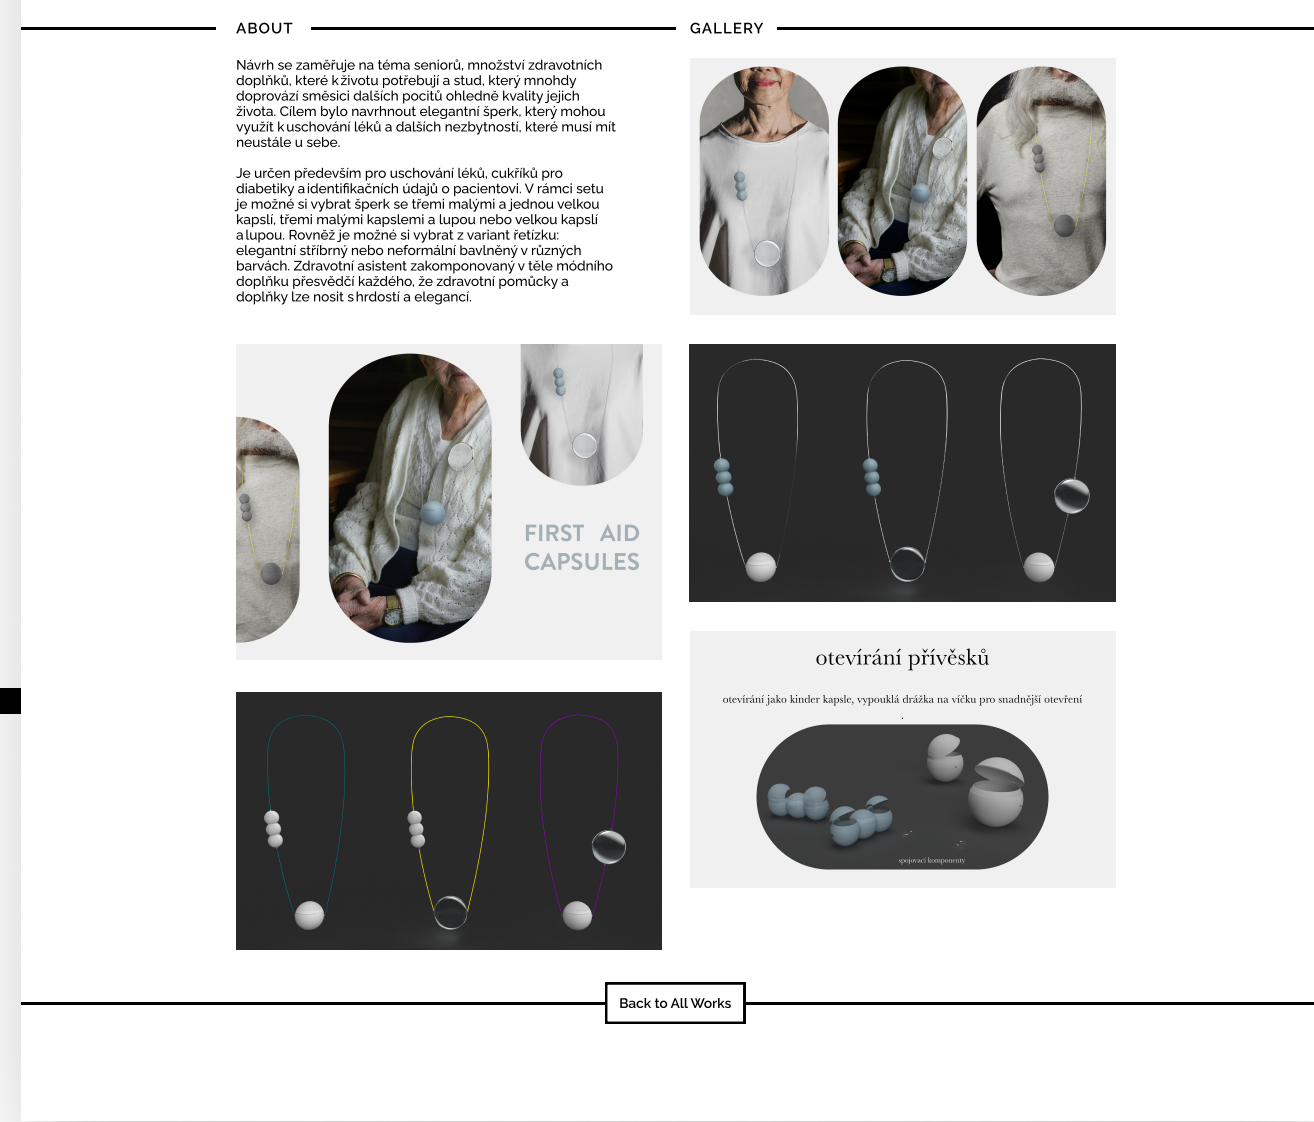 ABOUT
Návrh se zaměřuje na téma seniorů, množství zdravotních
doplňků, které k životu potřebují a stud, který mnohdy
doprovází směsici dalších pocitů ohledně kvality jejich
života. Cílem bylo navrhnout elegantní šperk, který mohou
využít k uschování léků a dalších nezbytností, které musí mít
neustále u sebe.
Je určen především pro uschování léků, cukříků pro
diabetiky a identifikačních údajů o pacientovi. V rámci setu
je možné si vybrat šperk se třemi malými a jednou velkou
kapslí, třemi malými kapslemi a lupou nebo velkou kapslí
a lupou. Rovněž je možné si vybrat z variant řetízku:
elegantní stříbrný nebo neformální bavlněný v různých
barvách. Zdravotní asistent zakomponovaný v těle módního
doplňku přesvědčí každého, že zdravotní pomůcky a
doplňky lze nosit s hrdostí a elegancí.
FIRST AID
CAPSULES
GALLERY
otevírání přívěsků
otevírání jako kinder kapsle, vypouklá drážka na víčku pro snadnější otevření
.
spojovací komponenty
Back to All Works